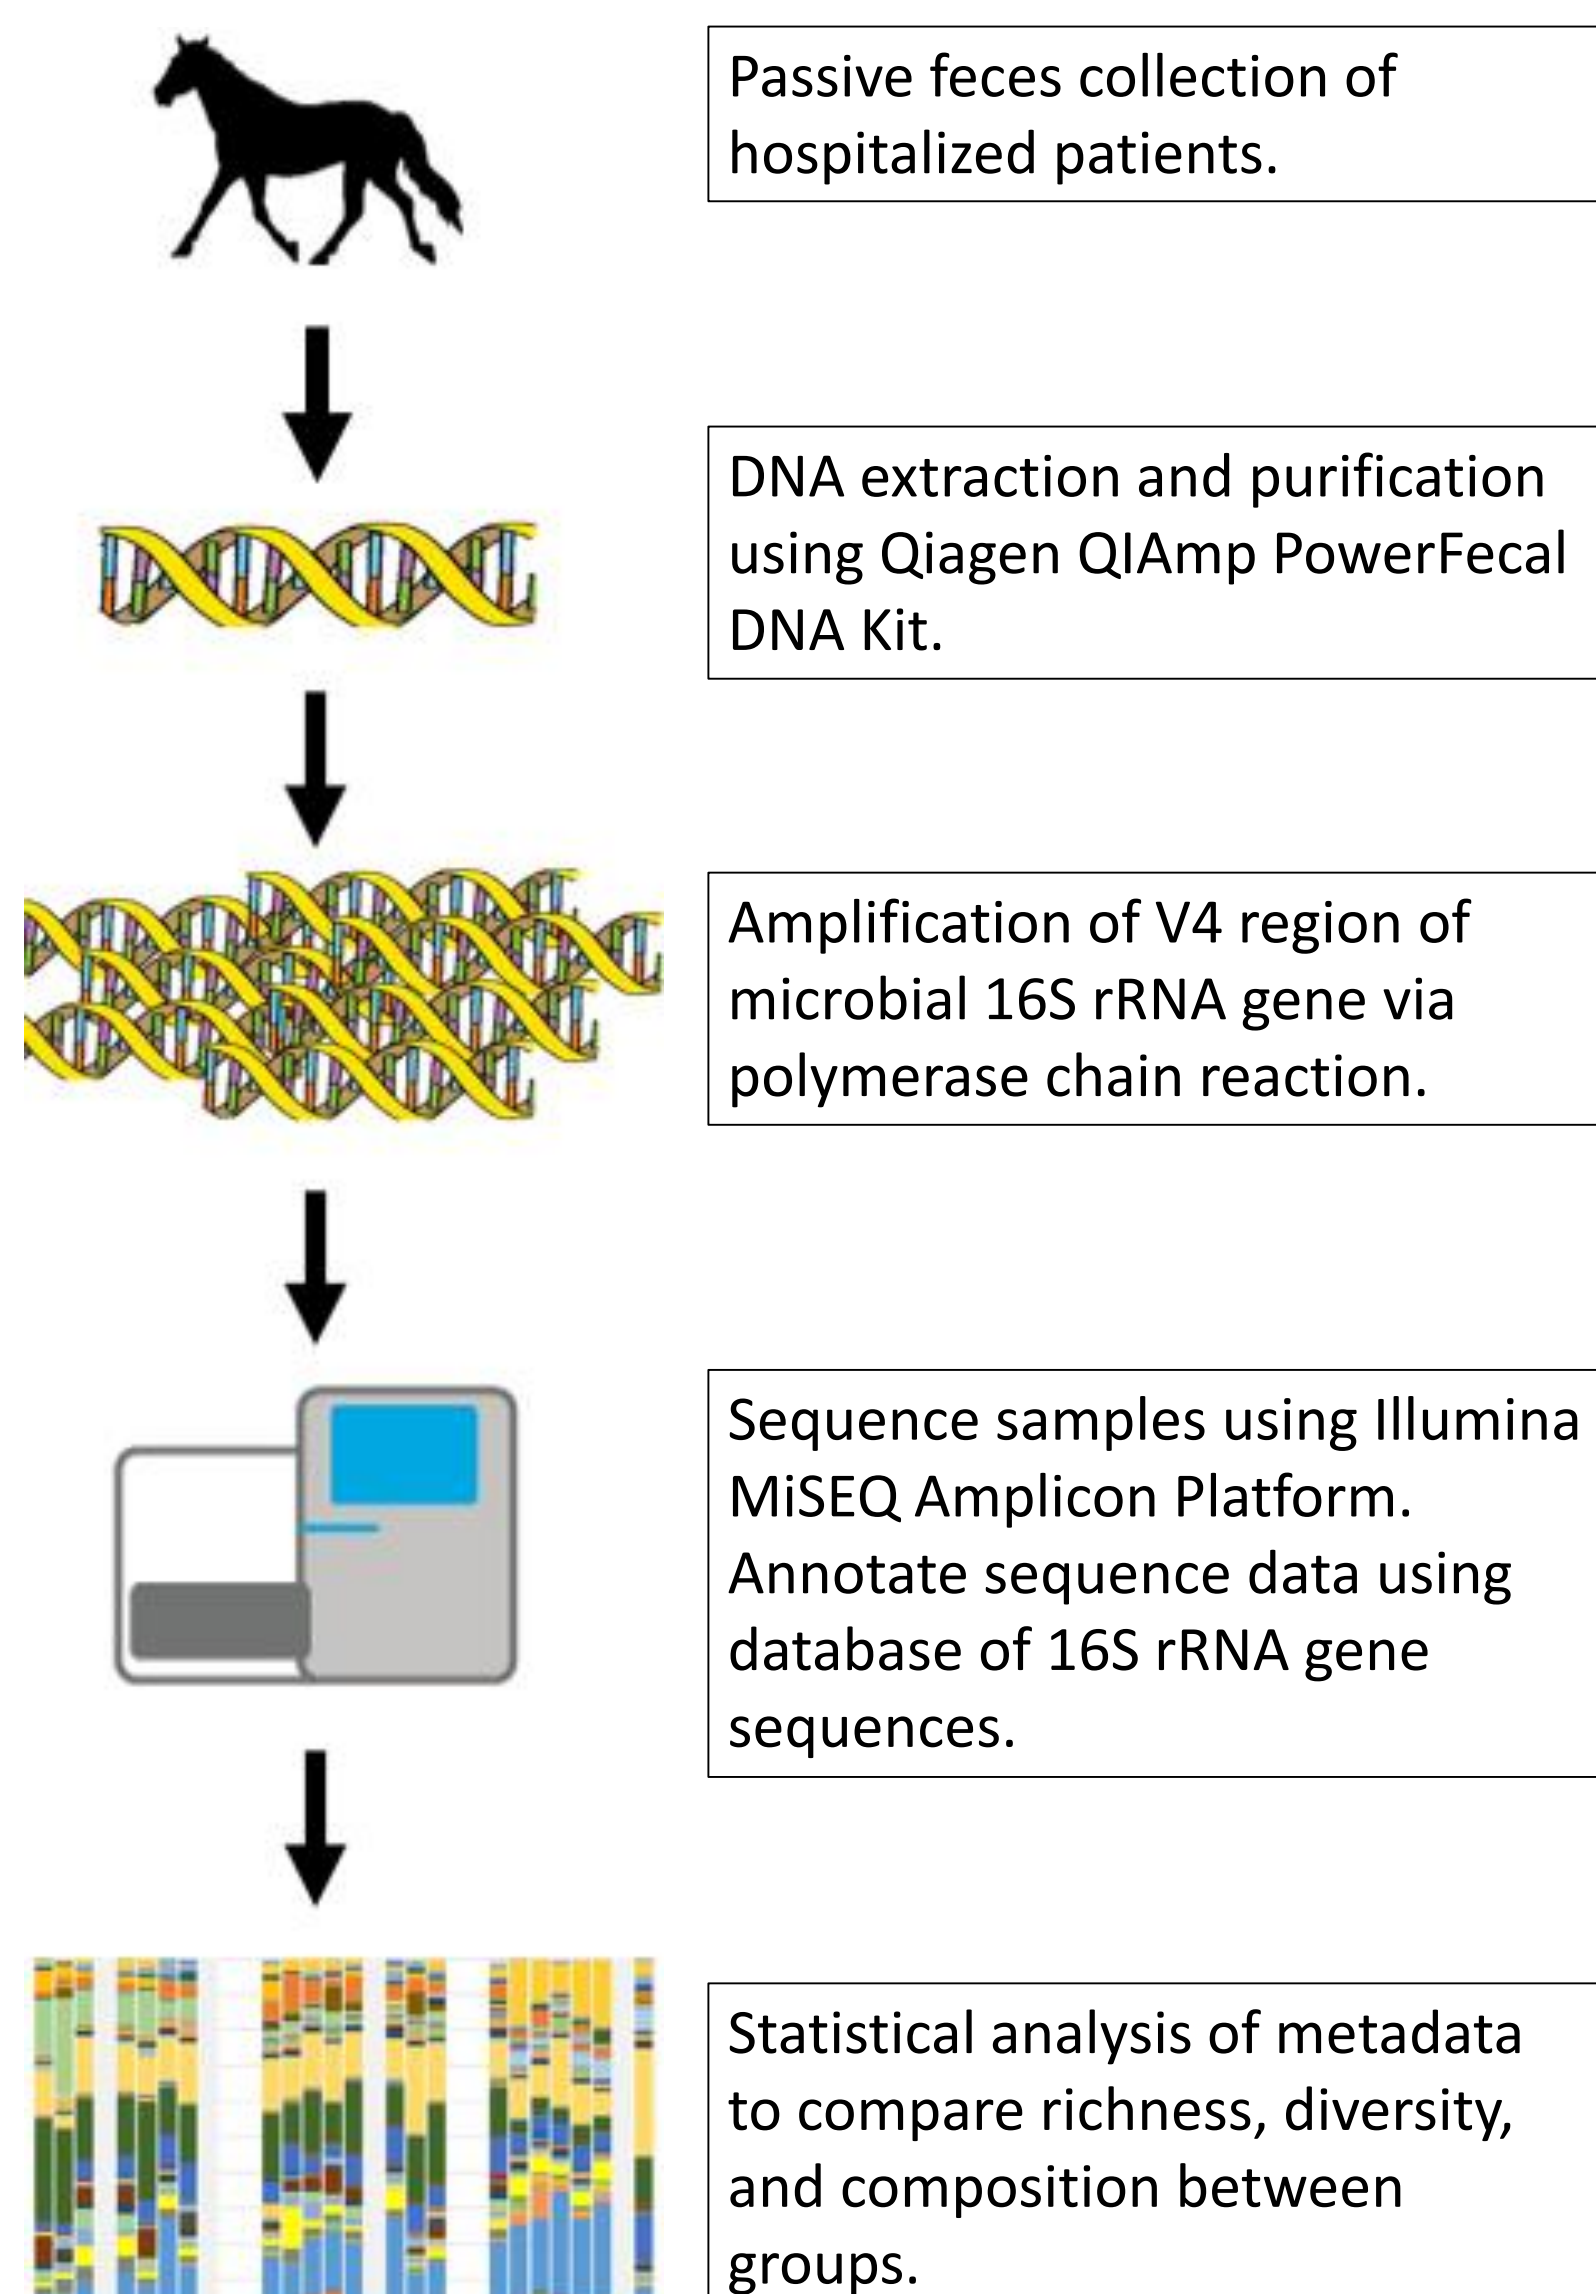 Passive feces collection of
hospitalized patients.
DNA extraction and purification
using Qiagen QIAmp PowerFecal
DNA Kit.
Amplification of V4 region of
microbial 16S rRNA gene via
polymerase chain reaction.
Sequence samples using Illumina
MiSEQ Amplicon Platform.
Annotate sequence data using
database of 16S rRNA gene
sequences.
Statistical analysis of metadata
to compare richness, diversity,
and composition between
groups.